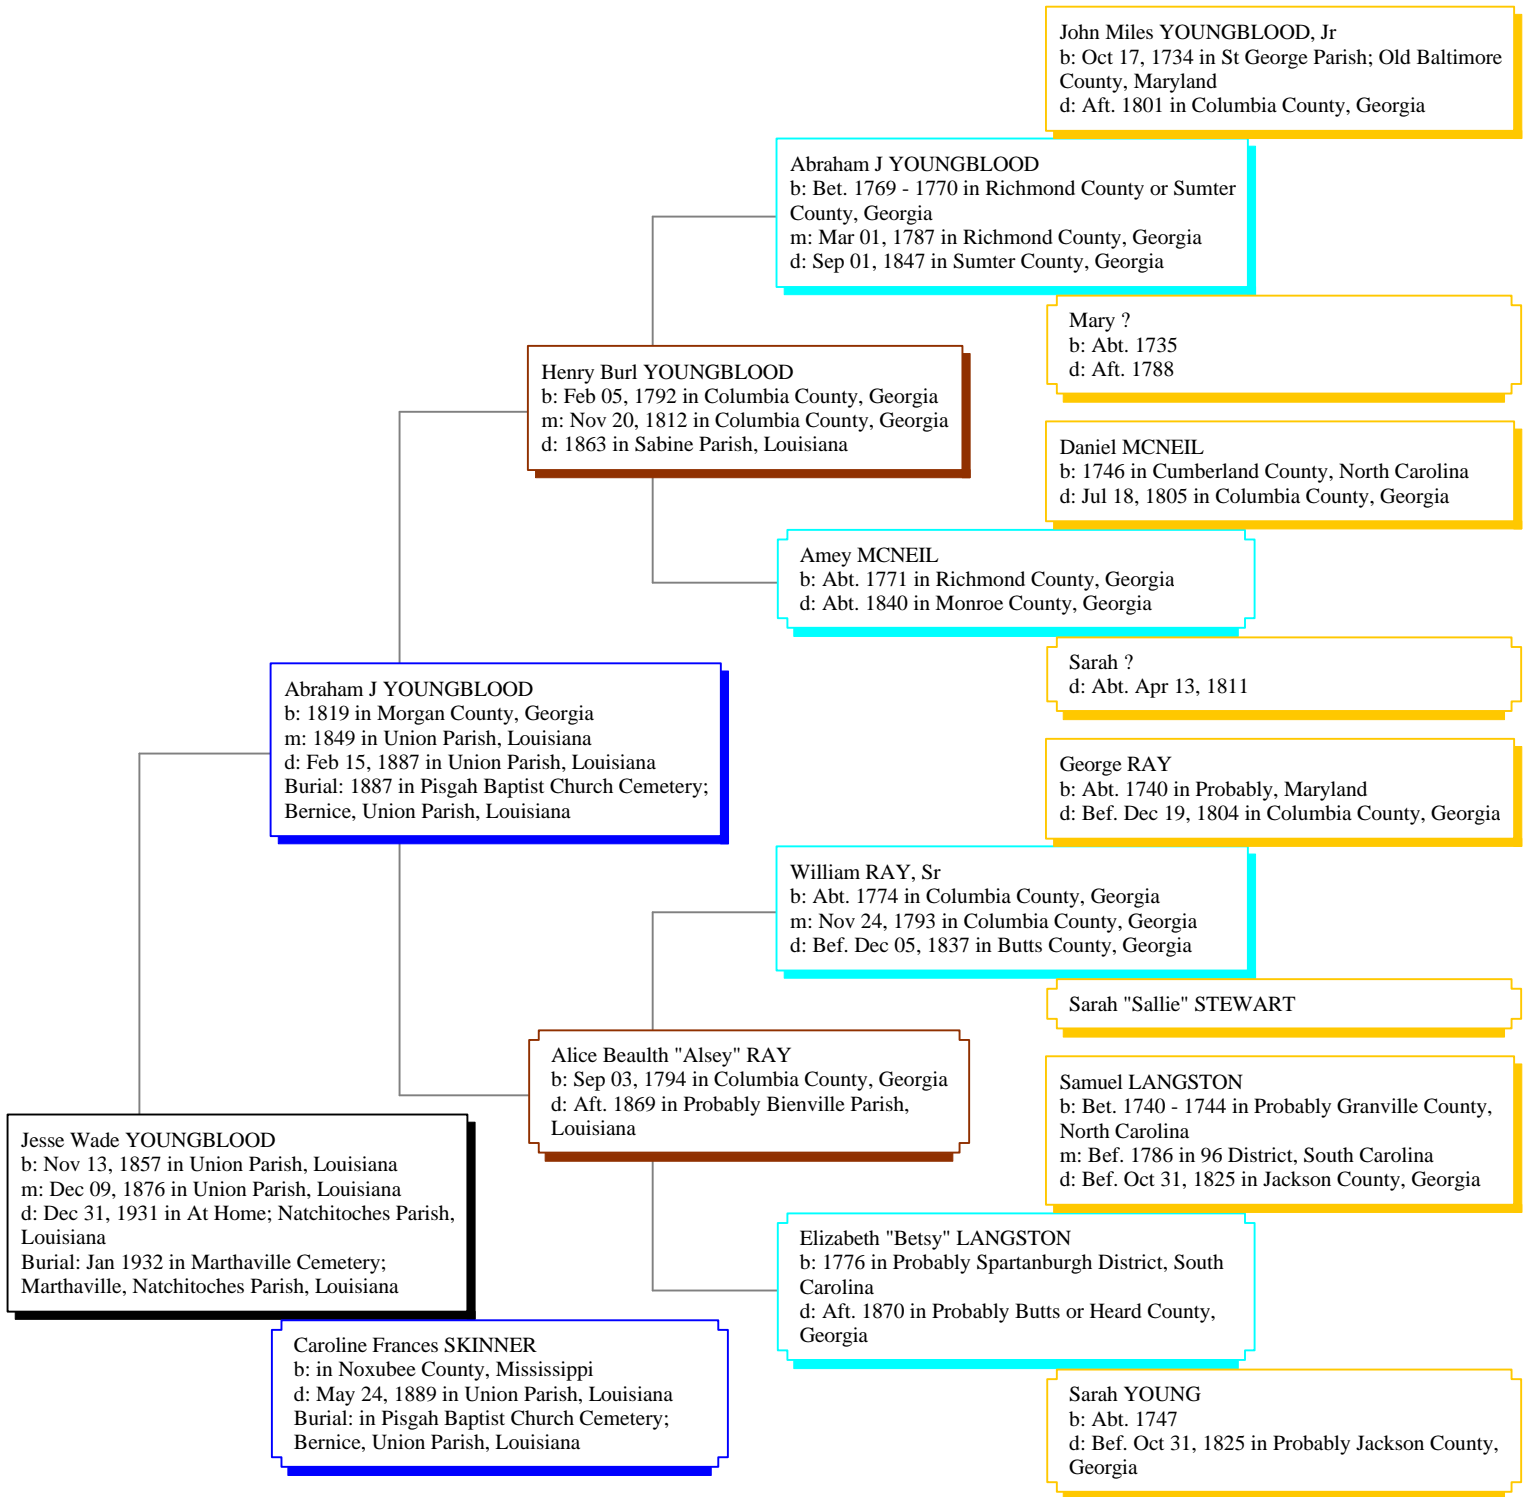 John Miles YOUNGBLOOD, Jr
b: Oct 17, 1734 in St George Parish; Old Baltimore
County, Maryland
d: Aft. 1801 in Columbia County, Georgia
Abraham J YOUNGBLOOD
b: Bet. 1769 - 1770 in Richmond County or Sumter
County, Georgia
m: Mar 01, 1787 in Richmond County, Georgia
d: Sep 01, 1847 in Sumter County, Georgia
Mary ?
b: Abt. 1735
d: Aft. 1788
Henry Burl YOUNGBLOOD
b: Feb 05, 1792 in Columbia County, Georgia
m: Nov 20, 1812 in Columbia County, Georgia
d: 1863 in Sabine Parish, Louisiana
Daniel MCNEIL
b: 1746 in Cumberland County, North Carolina
d: Jul 18, 1805 in Columbia County, Georgia
Amey MCNEIL
b: Abt. 1771 in Richmond County, Georgia
d: Abt. 1840 in Monroe County, Georgia
Sarah ?
d: Abt. Apr 13, 1811
Abraham J YOUNGBLOOD
b: 1819 in Morgan County, Georgia
m: 1849 in Union Parish, Louisiana
d: Feb 15, 1887 in Union Parish, Louisiana
Burial: 1887 in Pisgah Baptist Church Cemetery;
Bernice, Union Parish, Louisiana
George RAY
b: Abt. 1740 in Probably, Maryland
d: Bef. Dec 19, 1804 in Columbia County, Georgia
William RAY, Sr
b: Abt. 1774 in Columbia County, Georgia
m: Nov 24, 1793 in Columbia County, Georgia
d: Bef. Dec 05, 1837 in Butts County, Georgia
Sarah "Sallie" STEWART
Alice Beaulth "Alsey" RAY
b: Sep 03, 1794 in Columbia County, Georgia
d: Aft. 1869 in Probably Bienville Parish,
Louisiana
Samuel LANGSTON
b: Bet. 1740 - 1744 in Probably Granville County,
North Carolina
m: Bef. 1786 in 96 District, South Carolina
d: Bef. Oct 31, 1825 in Jackson County, Georgia
Jesse Wade YOUNGBLOOD
b: Nov 13, 1857 in Union Parish, Louisiana
m: Dec 09, 1876 in Union Parish, Louisiana
d: Dec 31, 1931 in At Home; Natchitoches Parish,
Louisiana
Burial: Jan 1932 in Marthaville Cemetery;
Marthaville, Natchitoches Parish, Louisiana
Elizabeth "Betsy" LANGSTON
b: 1776 in Probably Spartanburgh District, South
Carolina
d: Aft. 1870 in Probably Butts or Heard County,
Georgia
Caroline Frances SKINNER
b: in Noxubee County, Mississippi
d: May 24, 1889 in Union Parish, Louisiana
Burial: in Pisgah Baptist Church Cemetery;
Bernice, Union Parish, Louisiana
Sarah YOUNG
b: Abt. 1747
d: Bef. Oct 31, 1825 in Probably Jackson County,
Georgia